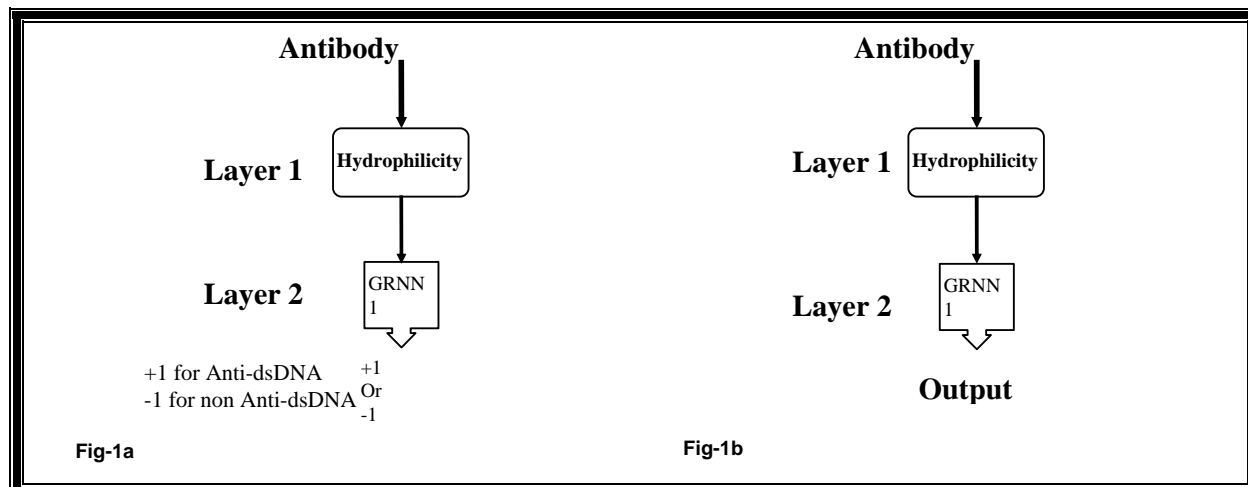 Antibody
Layer 1
Hydrophilicity
Layer 2
GRNN
1
+1 for Anti-dsDNA
-1 for non Anti-dsDNA
+1
Or
-1
Fig-1a
Antibody
Layer 1
Hydrophilicity
Layer 2
GRNN
1
Output
Fig-1b